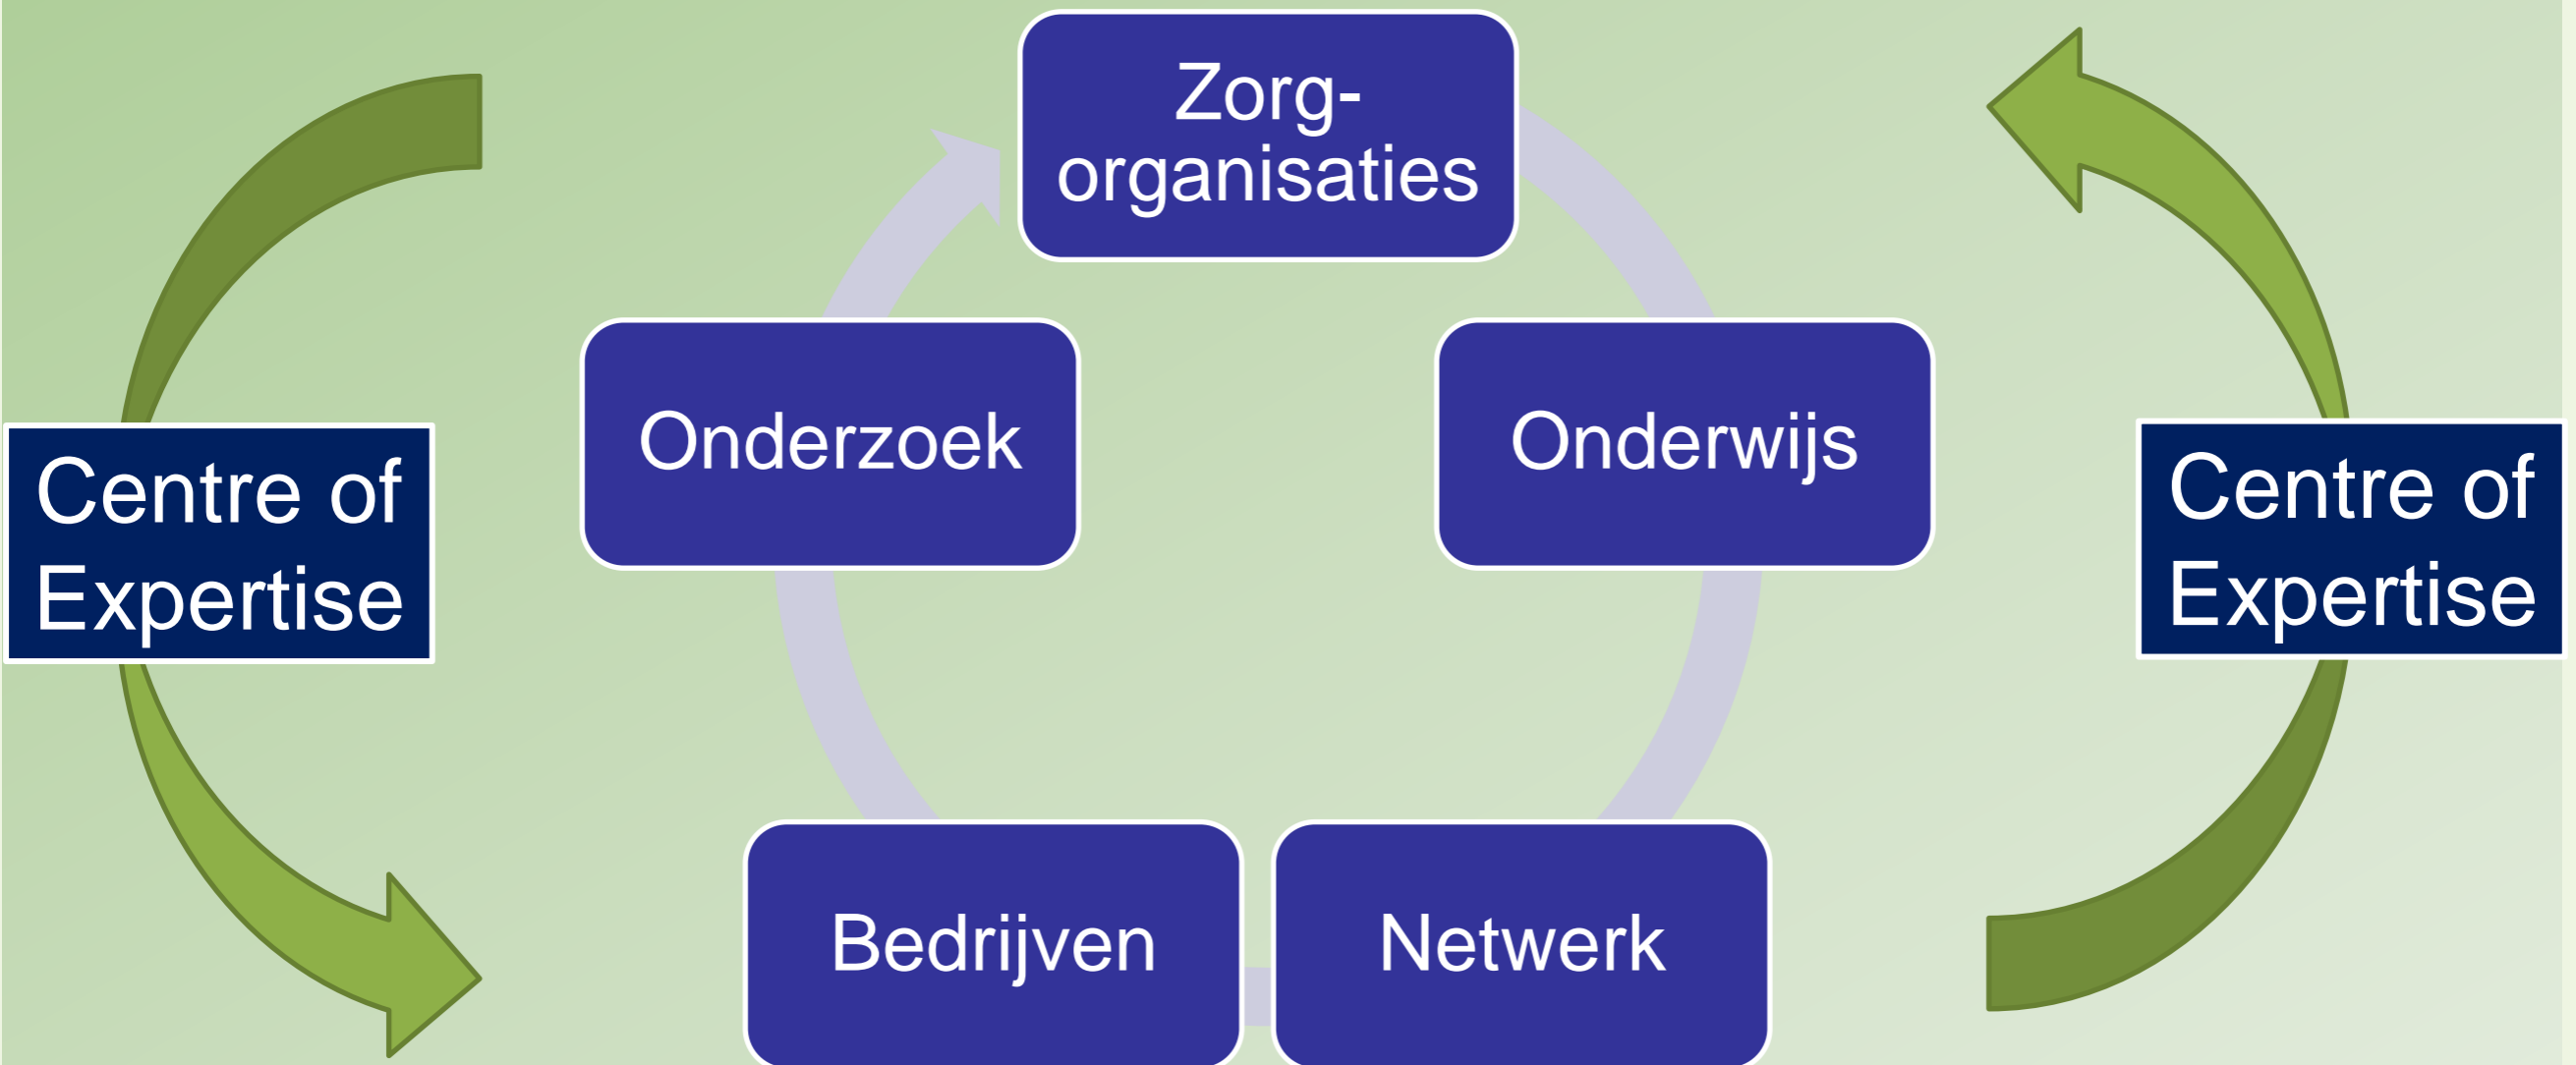 Zorg-
organisaties
Onderzoek
Onderwijs
Centre of
Expertise
Centre of
Expertise
Bedrijven
Netwerk